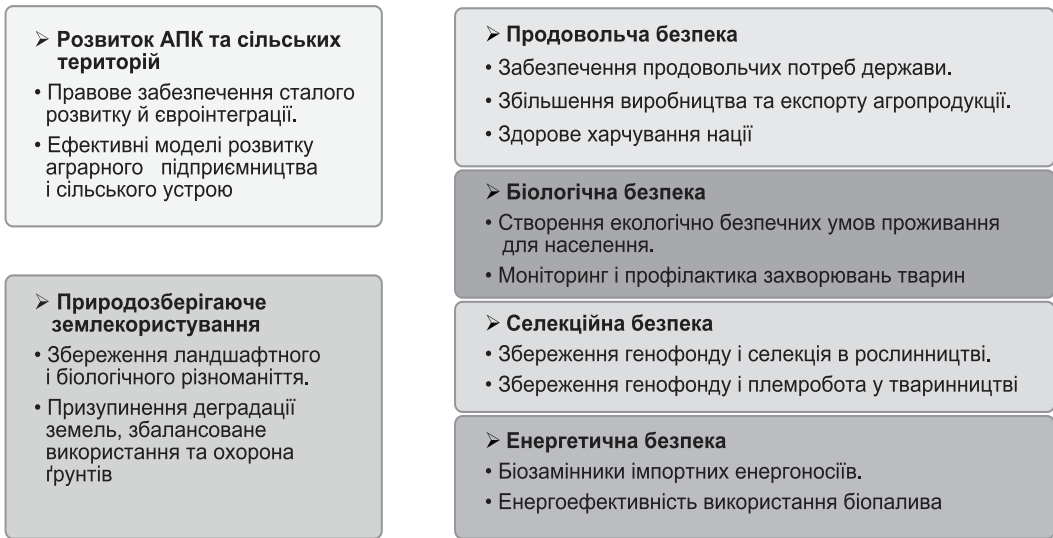 ➢ Розвиток АПК та сільських
територій
• Правове забезпечення сталого
розвитку й євроінтеграції.
• Ефективні моделі розвитку
аграрного підприємництва
і сільського устрою
➢ Природозберігаюче
землекористування
• Збереження ландшафтного
і біологічного різноманіття.
• Призупинення деградації
земель, збалансоване
використання та охорона
ґрунтів
➢ Продовольча безпека
• Забезпечення продовольчих потреб держави.
• Збільшення виробництва та експорту агропродукції.
• Здорове харчування нації
➢ Біологічна безпека
• Створення екологічно безпечних умов проживання
для населення.
• Моніторинг і профілактика захворювань тварин
➢ Селекційна безпека
• Збереження генофонду і селекція в рослинництві.
• Збереження генофонду і племробота у тваринництві
➢ Енергетична безпека
• Біозамінники імпортних енергоносіїв.
• Енергоефективність використання біопалива